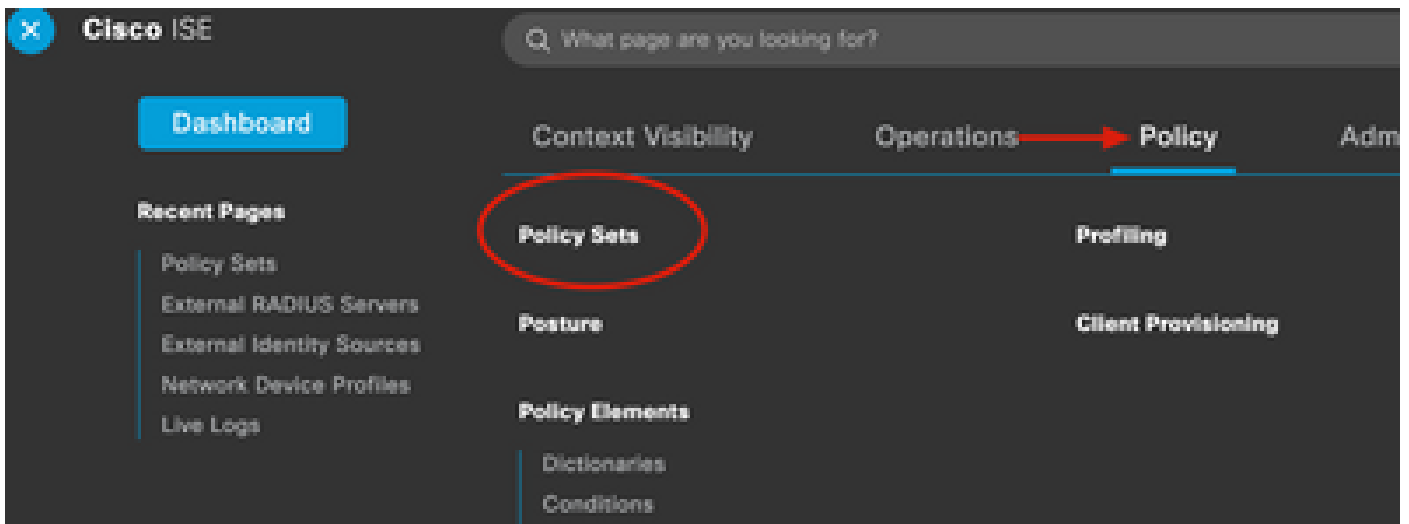 Cisco ISE
What page are you looking for?
Dashboard
Context Visibility
Operations
Policy
Adm
Recent Pages
Policy Sets
External RADIUS Servers
External Identity Sources
Network Device Profiles
Live Logs
Policy Sets
Profiling
Posture
Client Provisioning
Policy Elements
Dictionaries
Conditions